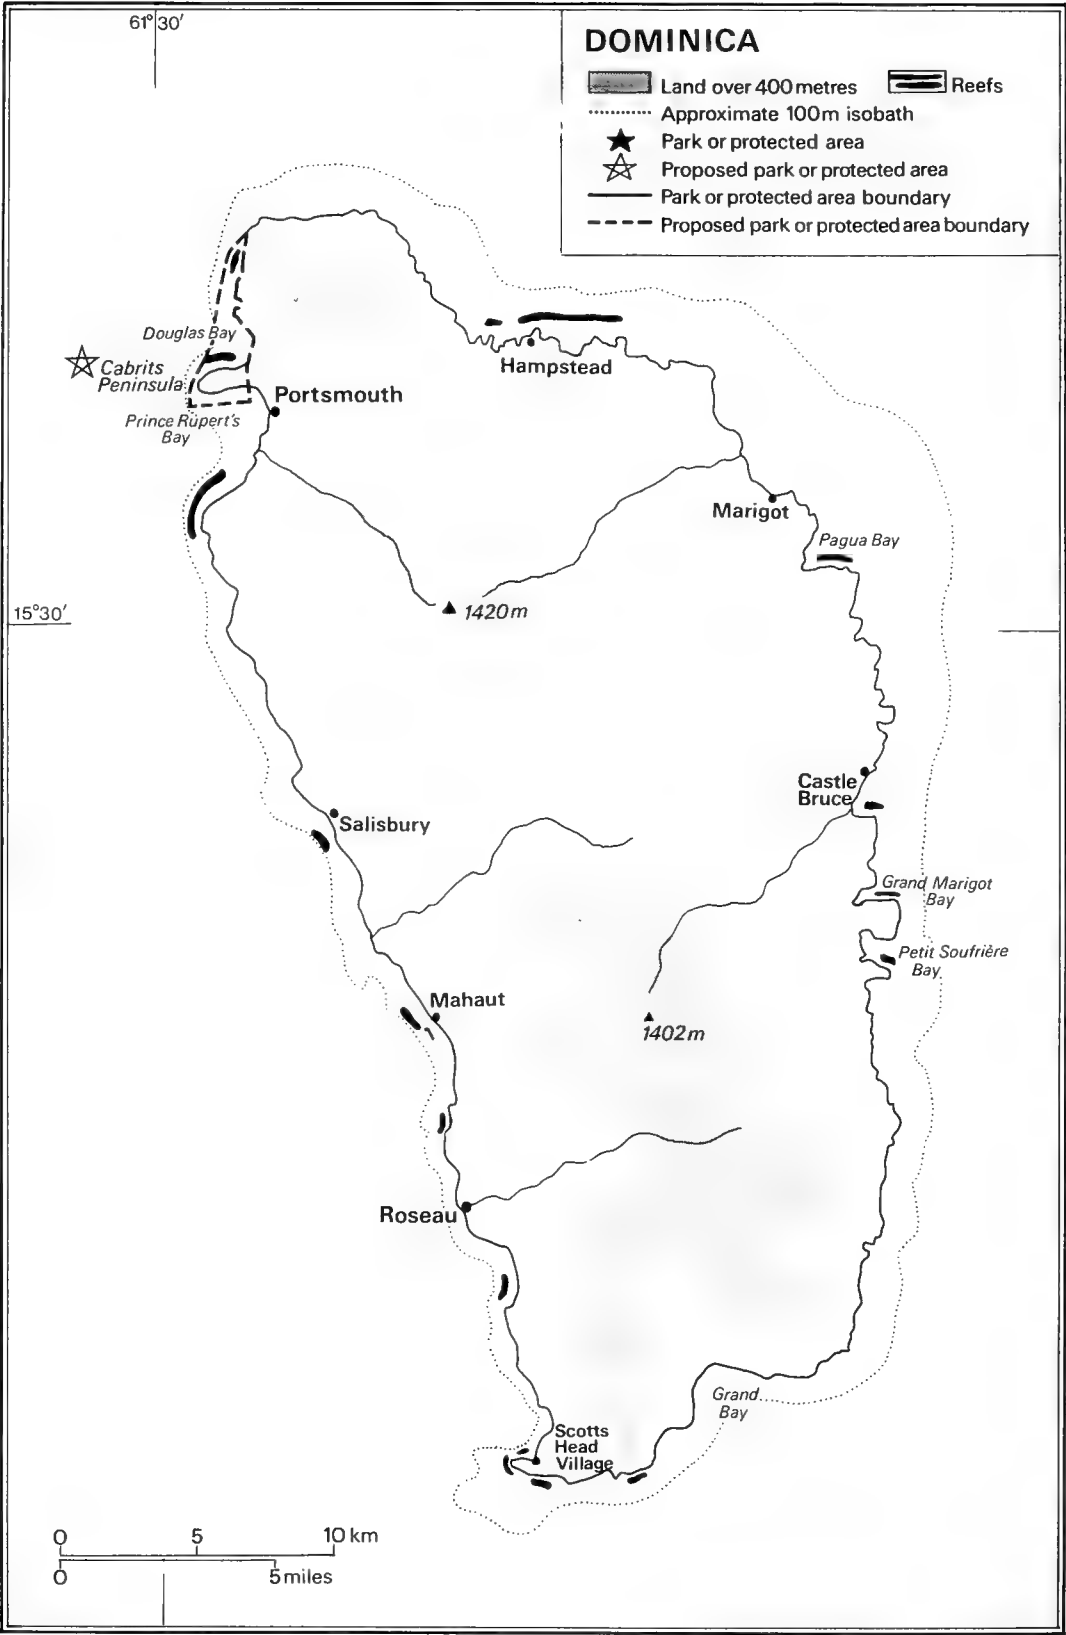 61°30′
DOMINICA
Land over 400 metres
Reefs
Approximate 100m isobath
Park or protected area
Proposed park or protected area
Park or protected area boundary
Proposed park or protected area boundary
Douglas Bay
Cabrits
Peninsula
Hampstead
Portsmouth
Prince Rupert's
Bay
Marigot
Pagua Bay
15°30′
1420m
Castle
Bruce
Salisbury
Grand Marigot
Bay
Petit Soufrière
Bay
Mahaut
1402m
Roseau
Grand
Bay
Scotts
Head
Village
0 5 10 km
0 5 miles